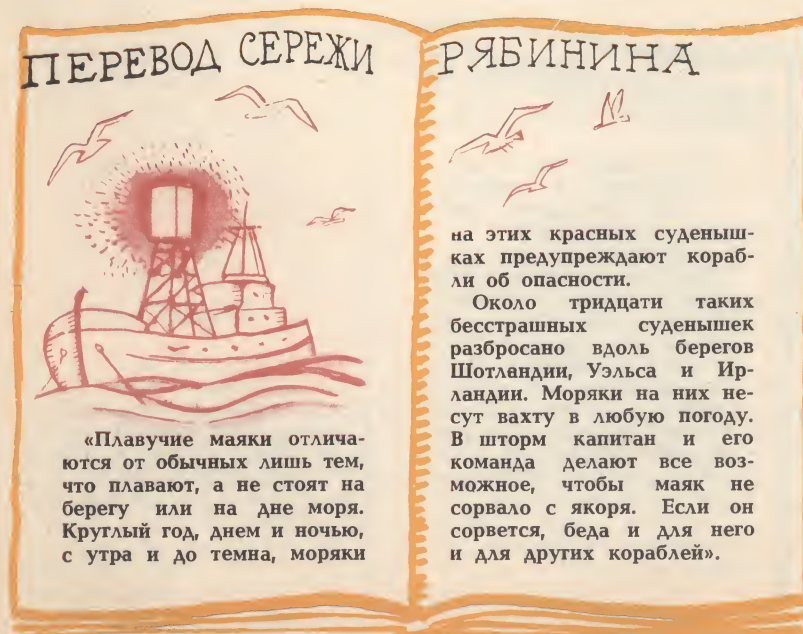 ПЕРЕВОД СЕРЕЖИ РЯБИНИНА
«Плавучие маяки отлича-
ются от обычных лишь тем,
что плавают, а не стоят на
берегу или на дне моря.
Круглый год, днем и ночью,
с утра и до темна, моряки
на этих красных суденыш-
ках предупреждают кораб-
ли об опасности.
Около тридцати таких
бесстрашных суденышек
разбросано вдоль берегов
Шотландии, Уэльса и Ир-
ландии. Моряки на них не-
сут вахту в любую погоду.
В шторм капитан и его
команда делают все воз-
можное, чтобы маяк не
сорвало с якоря. Если он
сорвется, беда и для него
и для других кораблей».